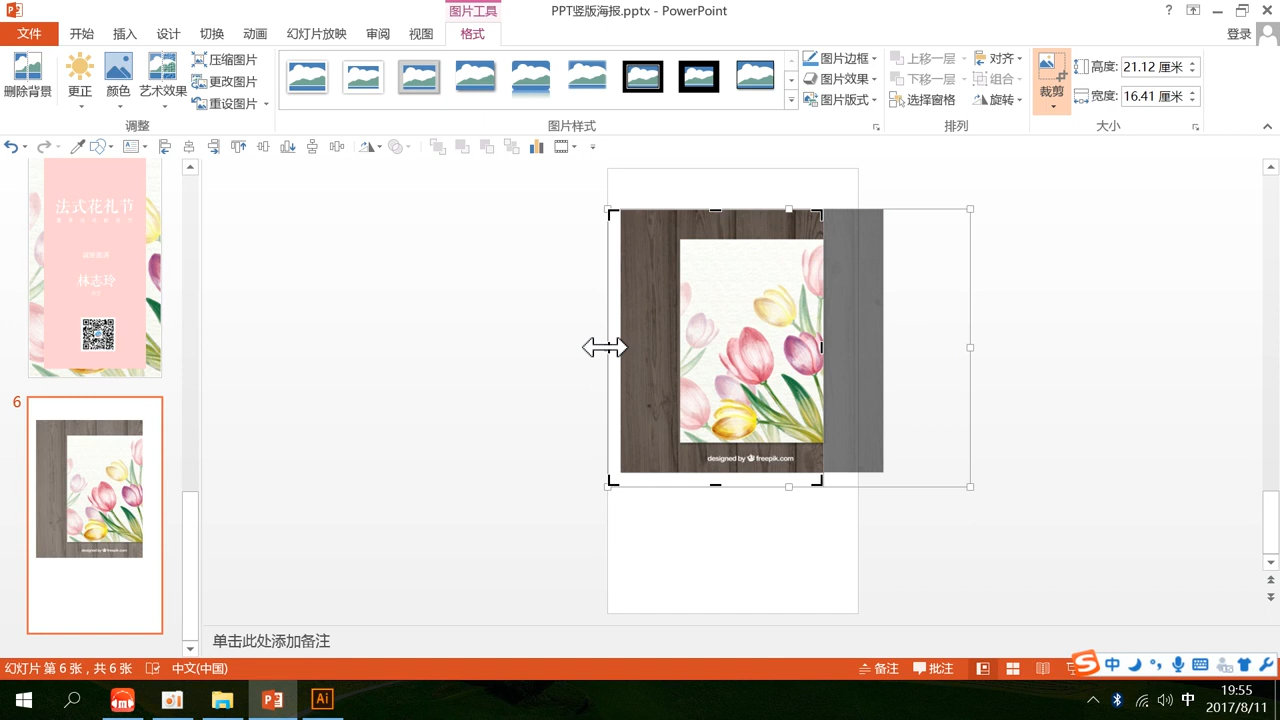 图片工具
PPT竖版海报.pptx - PowerPoint
?
文件
开始
插入
设计
切换
动画
幻灯片放映
审阅
视图
格式
登录
删除背景
更正
颜色
艺术效果
压缩图片
更改图片
重设图片
调整
图片样式
图片边框
图片效果
图片版式
上移一层
下移一层
选择窗格
对齐
组合
旋转
排列
裁剪
高度: 21.12 厘米
宽度: 16.41 厘米
大小
法式花礼节
林志玲
6
designed by freepik.com
designed by freepik.com
单击此处添加备注
幻灯片 第 6 张，共 6 张
中文(中国)
备注
批注
中
Ai
中
19:55
2017/8/11